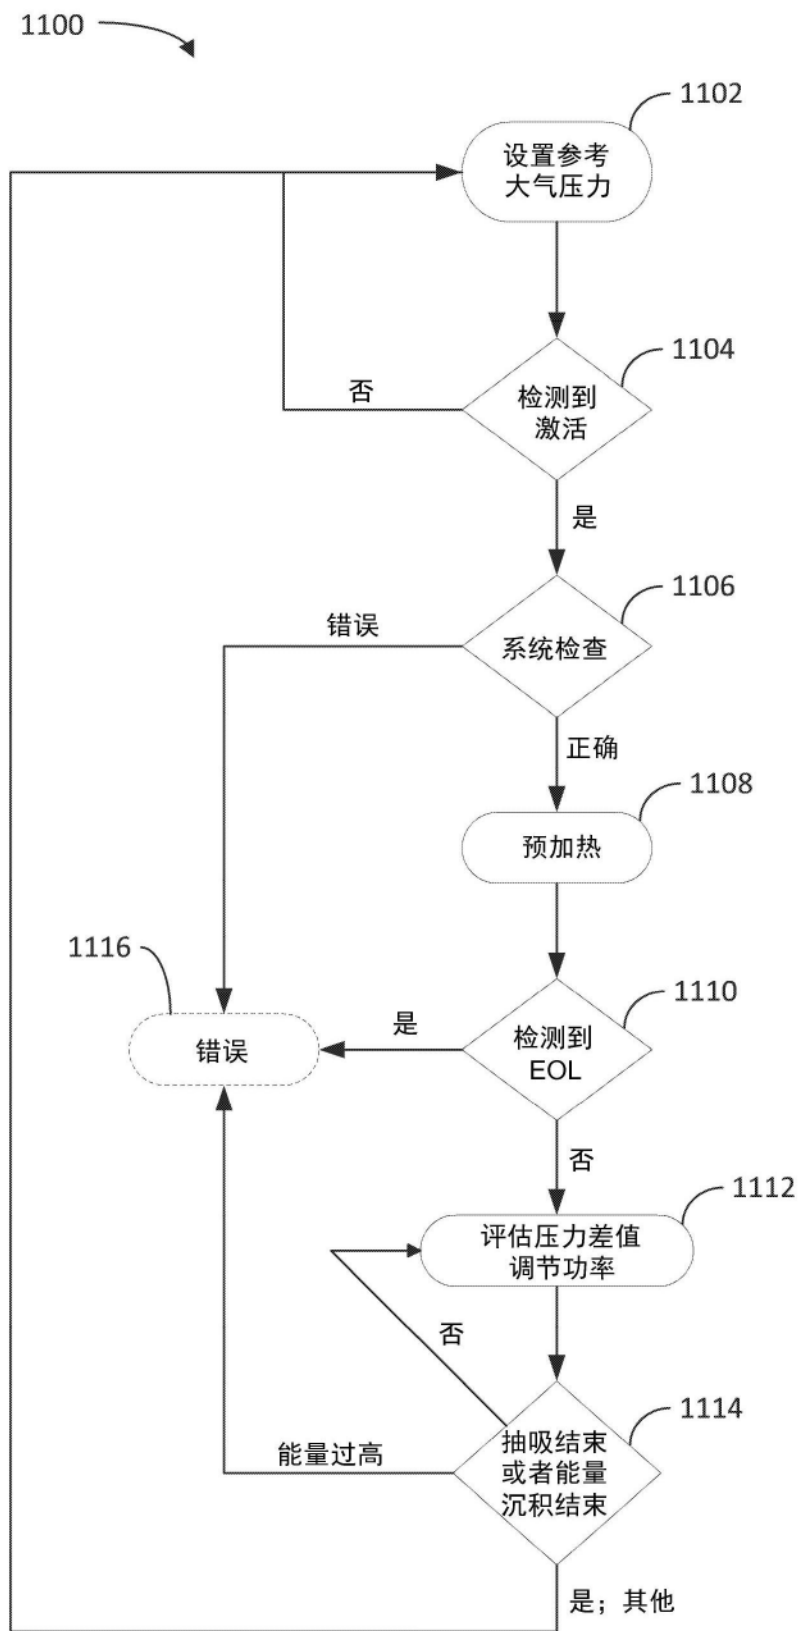 1100
1102
设置参考
大气压力
1104
否
检测到
激活
是
1106
错误
系统检查
正确
1108
预加热
1116
1110
是
错误
检测到
EOL
否
1112
评估压力差值
调节功率
否
1114
抽吸结束
能量过高
或者能量
沉积结束
是；其他